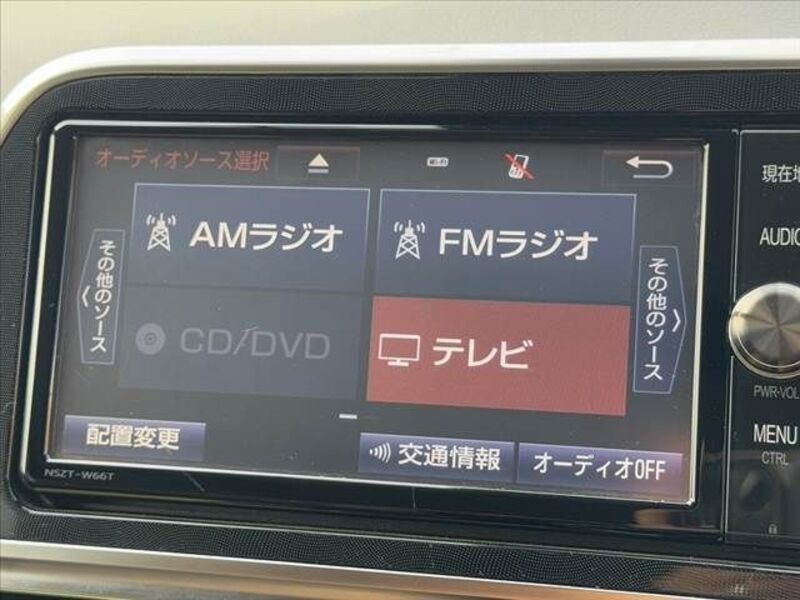 オーディオソース選択
Wi-Fi
現在地
AMラジオ
FMラジオ
AUDIO
その他のソース
その他のソース
CD/DVD
テレビ
PWR-VOL
配置変更
交通情報
オーディオOFF
MENU
CTRL
NSZT-W66T